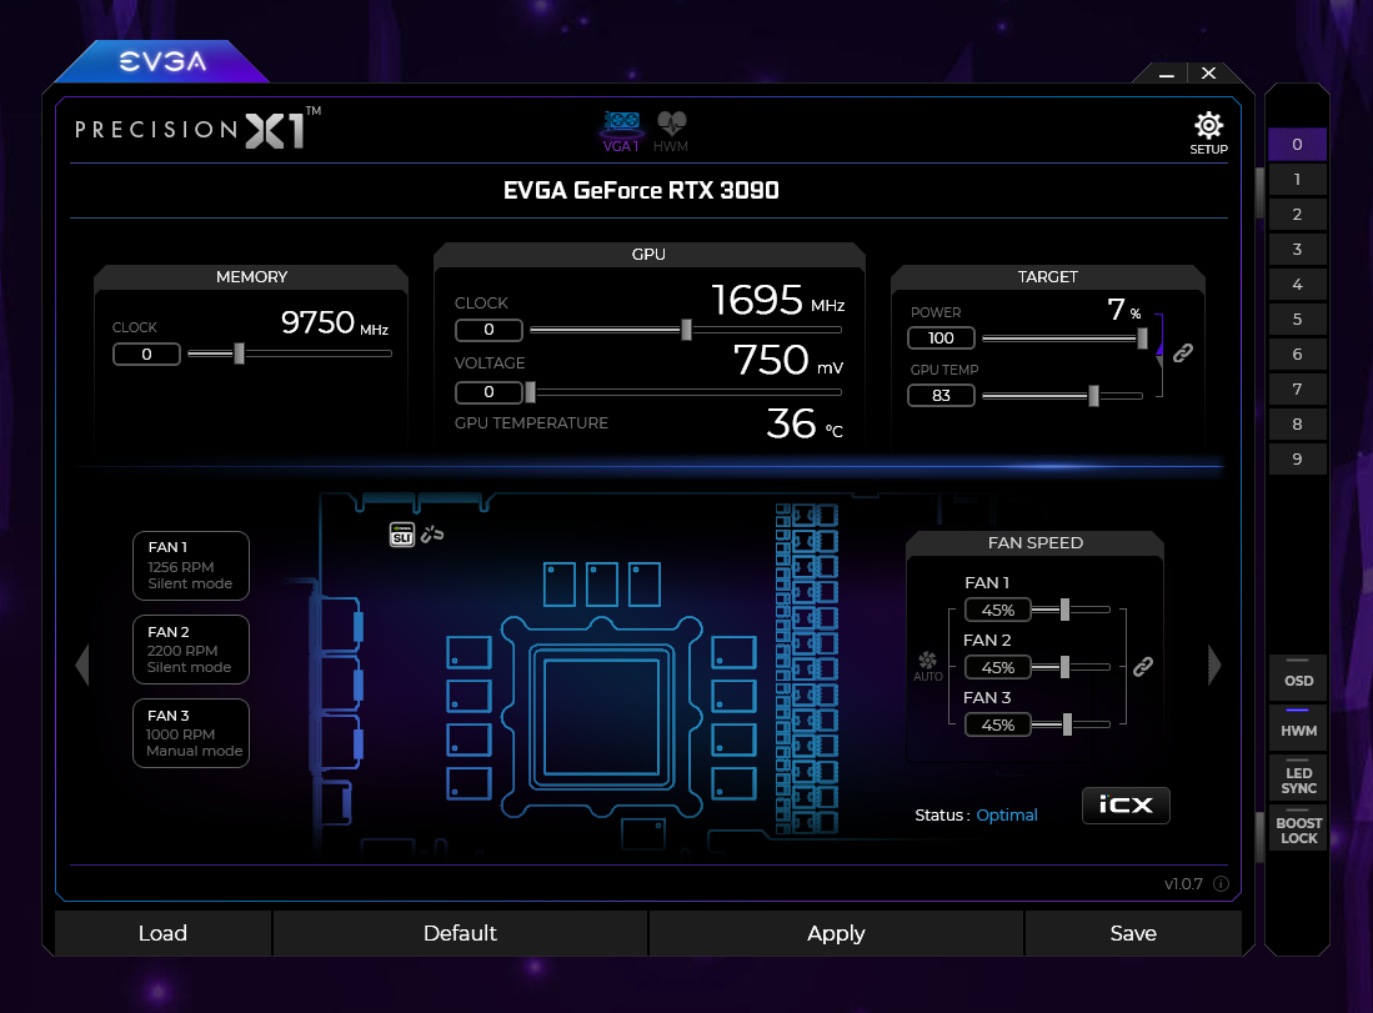 EVGA
PRECISION X1™
VGA 1
HWM
SETUP
EVGA GeForce RTX 3090
MEMORY
CLOCK
9750 MHz
0
GPU
CLOCK
1695 MHz
0
VOLTAGE
750 mV
0
GPU TEMPERATURE
36 °C
TARGET
POWER
7 %
100
GPU TEMP
83
FAN 1
1256 RPM
Silent mode
FAN 2
2200 RPM
Silent mode
FAN 3
1000 RPM
Manual mode
SLI
FAN SPEED
FAN 1
45%
FAN 2
45%
AUTO
FAN 3
45%
Status : Optimal
iCX
v1.0.7
Load
Default
Apply
Save
0
1
2
3
4
5
6
7
8
9
OSD
HWM
LED
SYNC
BOOST
LOCK